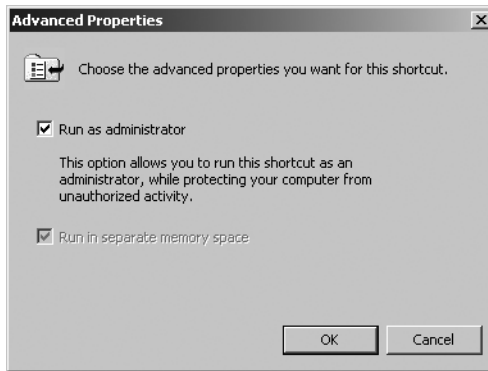 Advanced Properties
Choose the advanced properties you want for this shortcut.
Run as administrator
This option allows you to run this shortcut as an
administrator, while protecting your computer from
unauthorized activity.
Run in separate memory space
OK Cancel